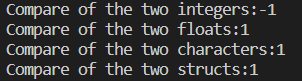 Compare of the two integers:-1
Compare of the two floats:1
Compare of the two characters:1
Compare of the two structs:1